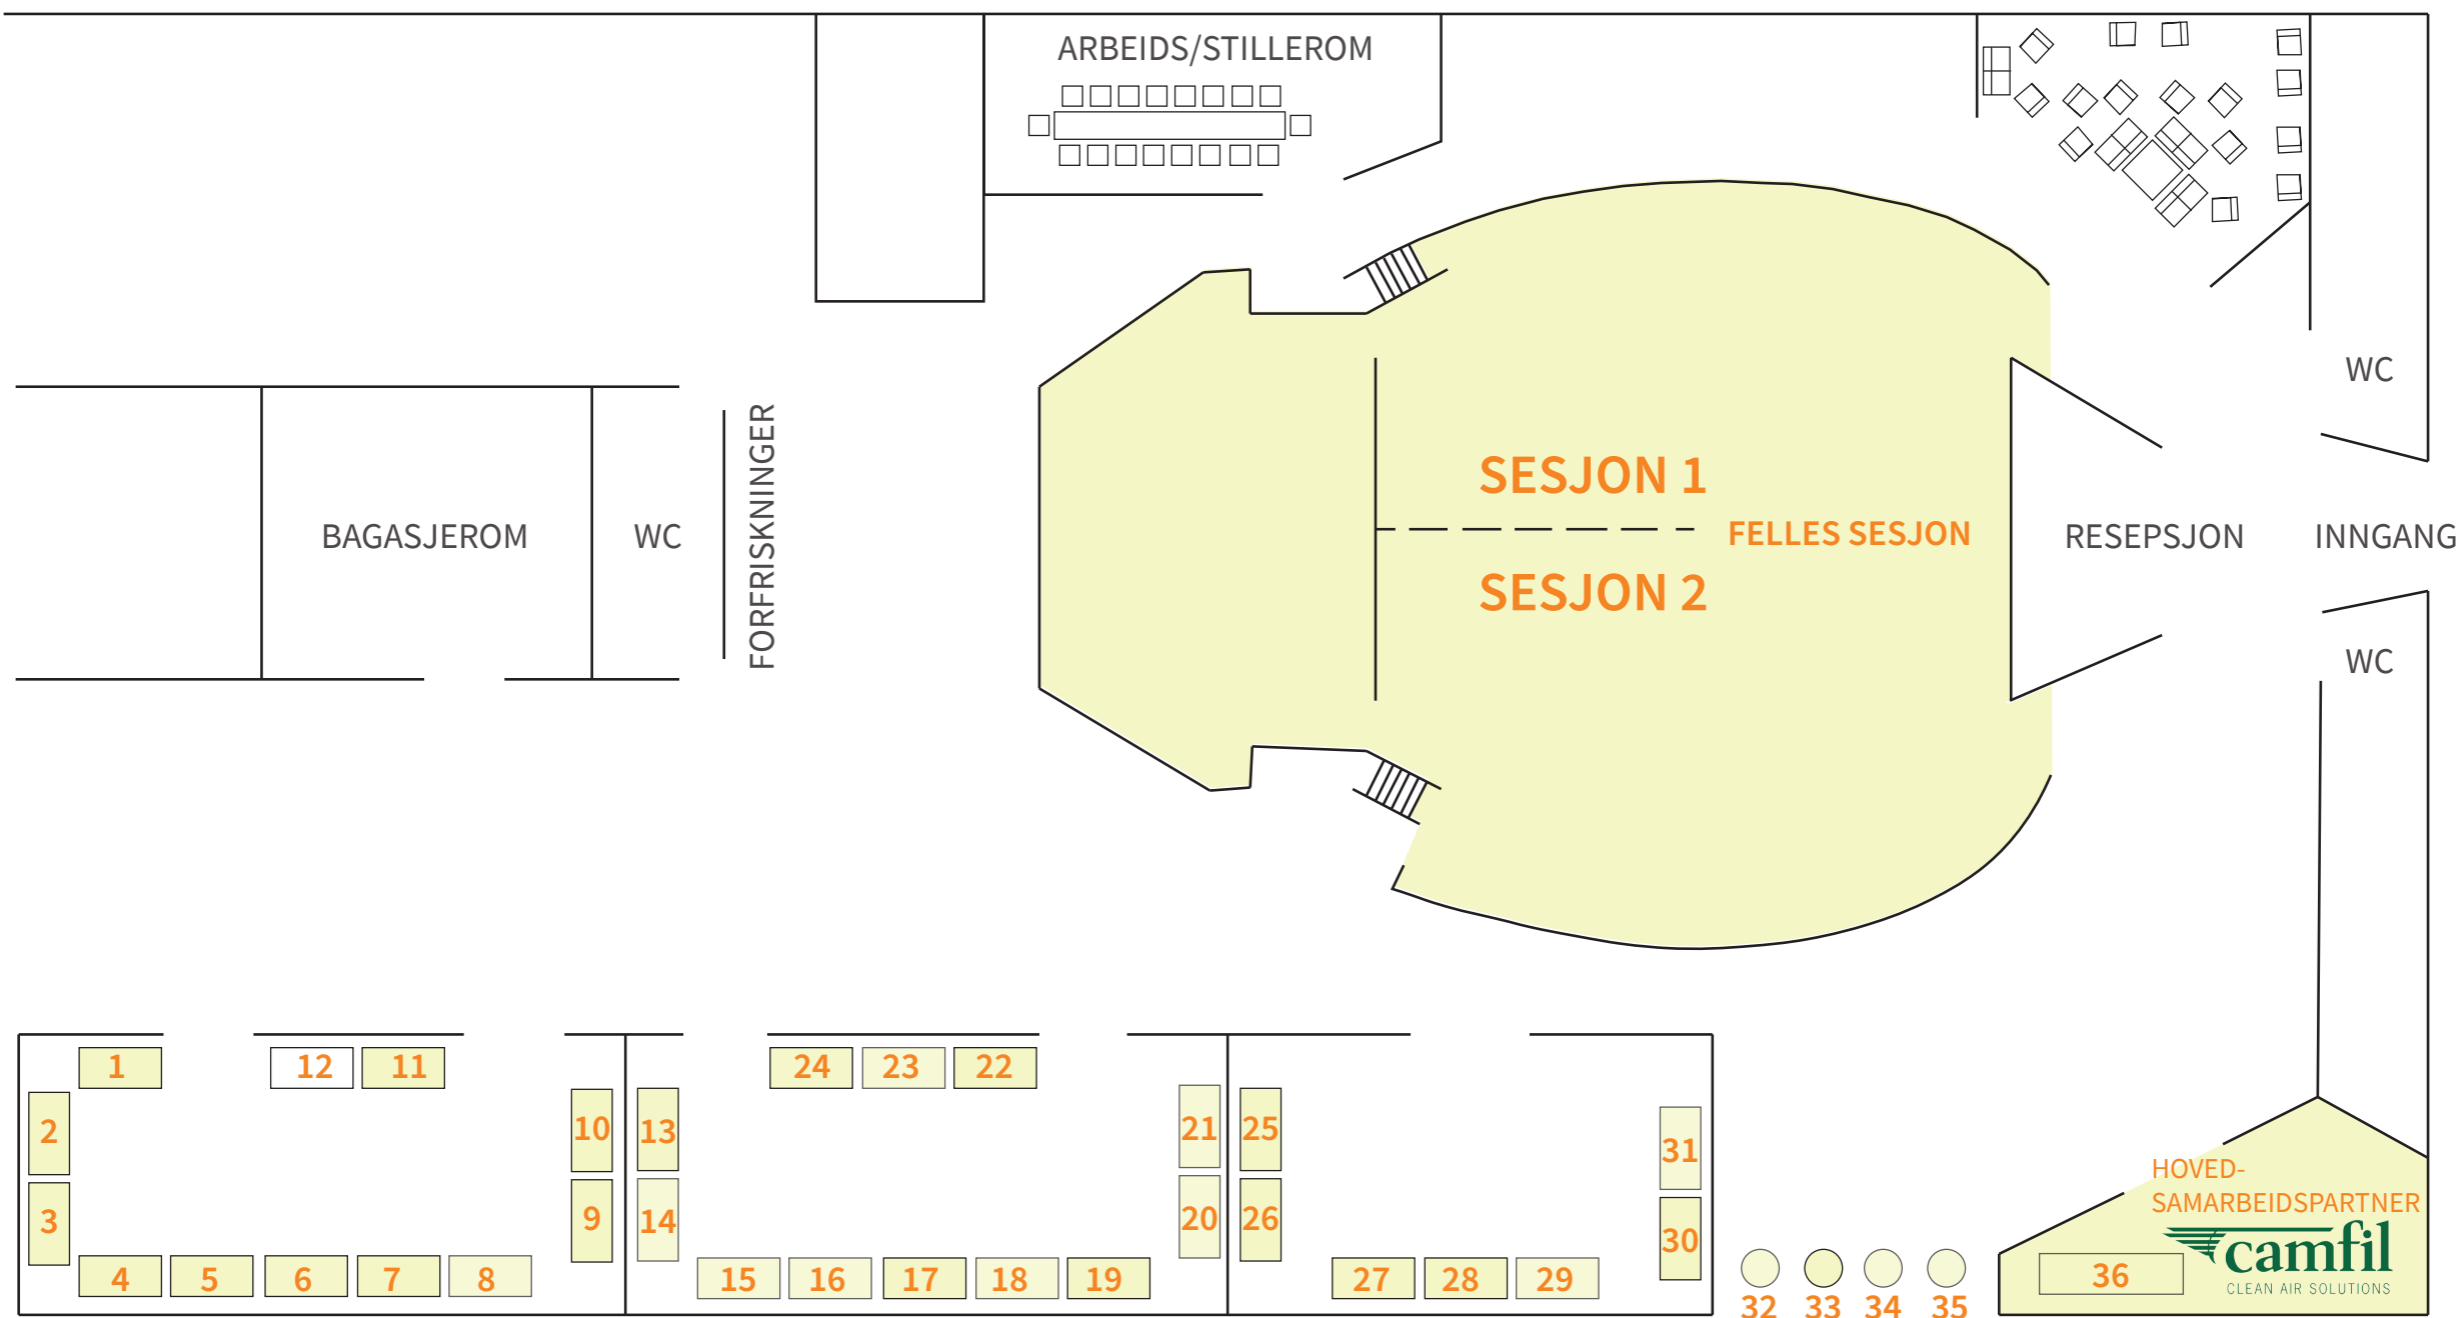 ARBEIDS/STILLEROM
WC
SESJON 1
FORFRISKNINGER
BAGASJEROM
WC
FELLES SESJON
RESEPSJON
INNGANG
SESJON 2
WC
1
12
11
24
23
22
2
10
13
21
25
31
3
9
14
20
26
30
4
5
6
7
8
15
16
17
18
19
27
28
29
32
33
34
35
HOVED-
SAMARBEIDSPARTNER
camfil
CLEAN AIR SOLUTIONS
36